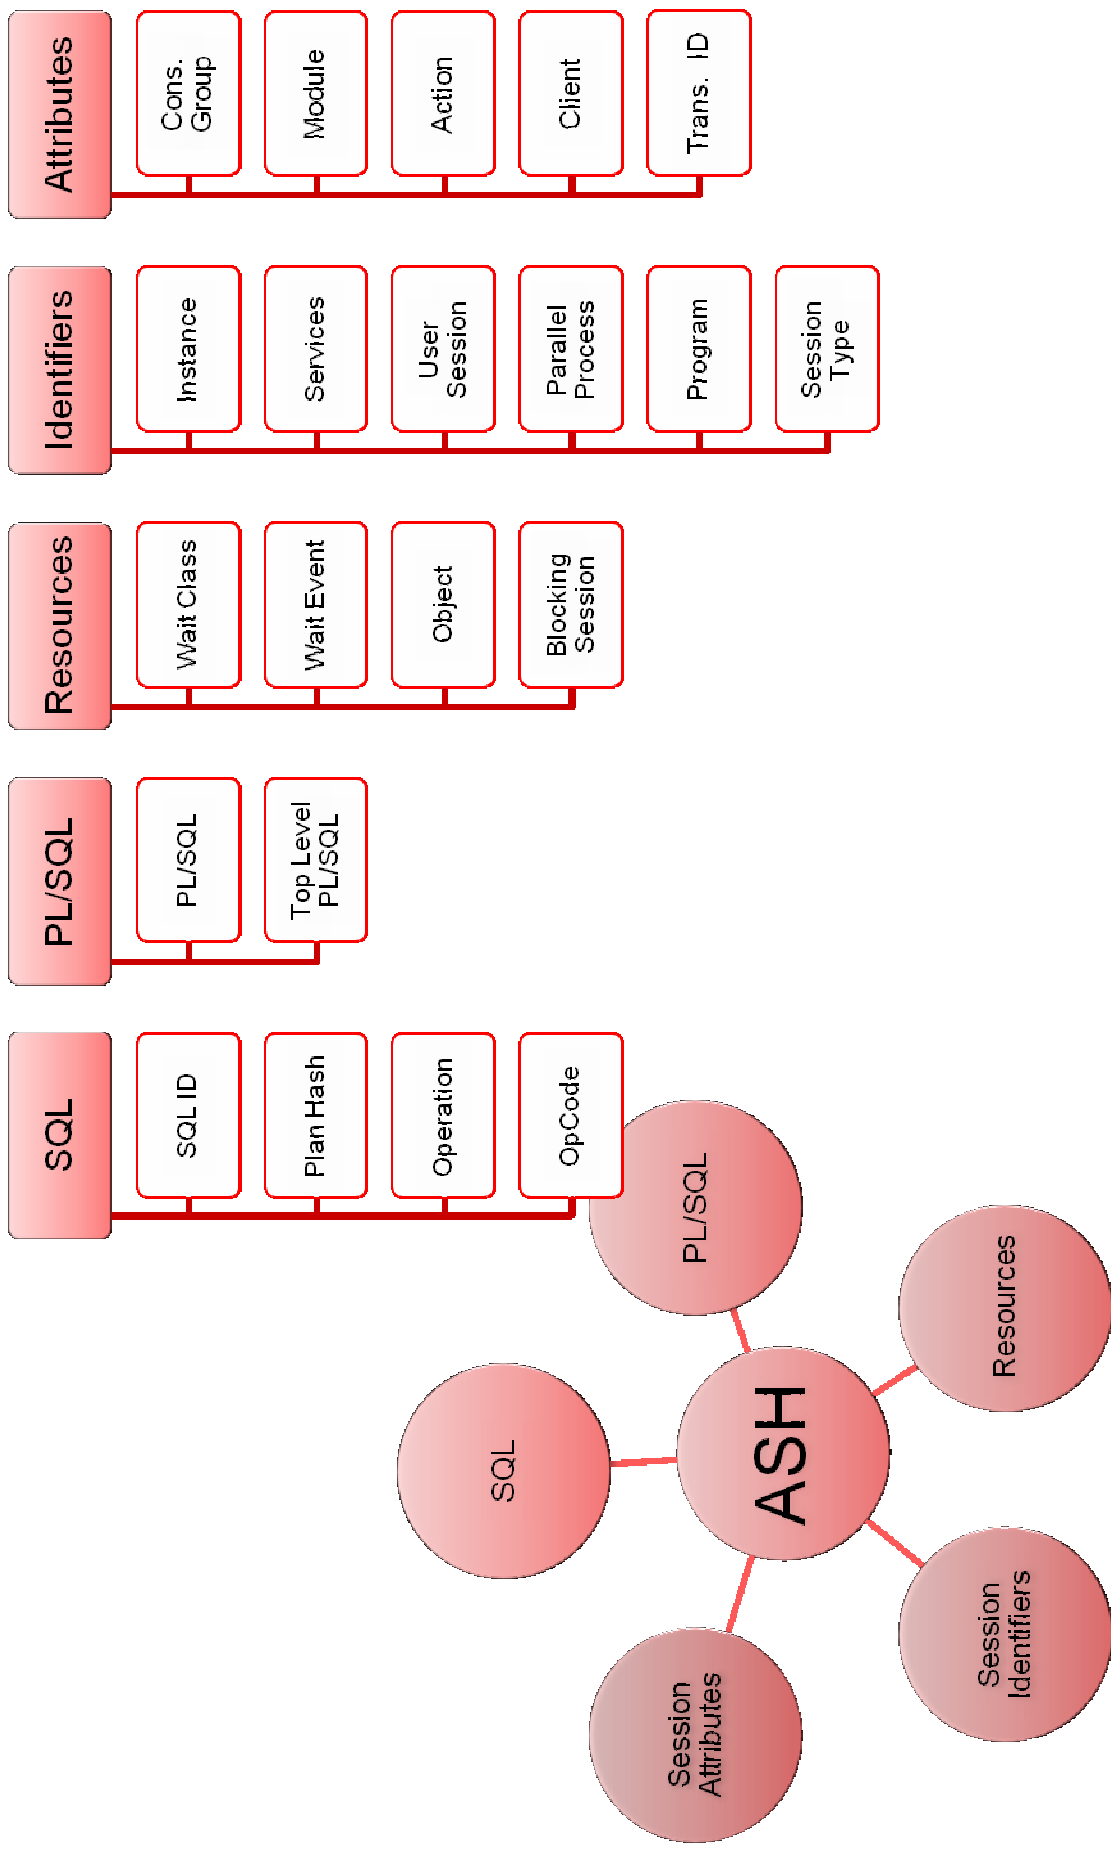 SQL
SQL ID
Plan Hash
Operation
OpCode
PL/SQL
PL/SQL
Top Level
PL/SQL
Resources
Wait Class
Wait Event
Object
Blocking
Session
Identifiers
Instance
Services
User
Session
Parallel
Process
Program
Session
Type
Attributes
Cons.
Group
Module
Action
Client
Trans. ID
SQL
PL/SQL
Resources
Session
Identifiers
Session
Attributes
ASH